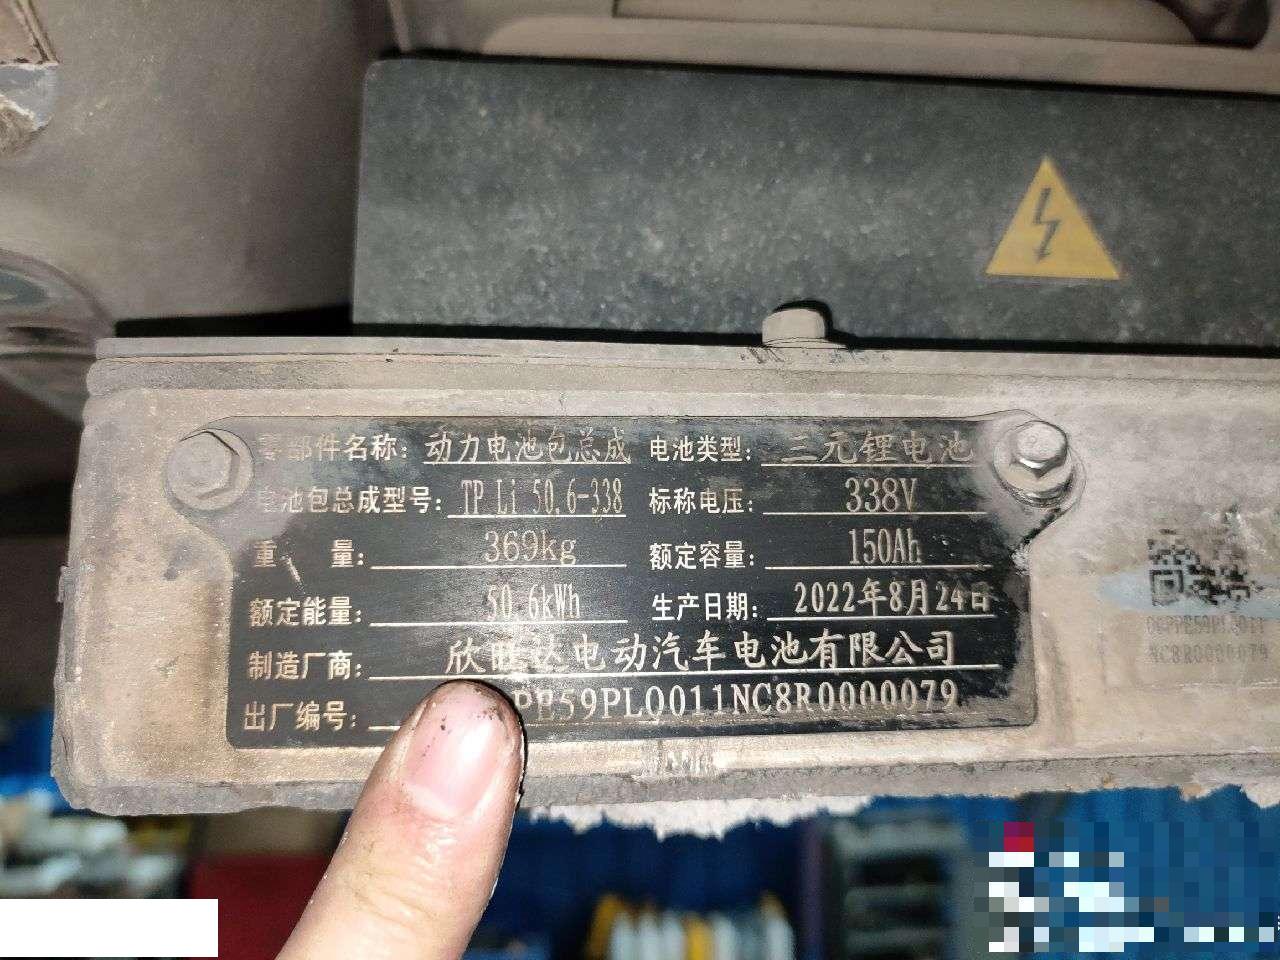 零部件名称: 动力电池包总成 电池类型: 三元锂电池
电池包总成型号: TP Li 50.6-338 标称电压: 338V
重 量: 369kg 额定容量: 150Ah
额定能量: 50.6kWh 生产日期: 2022年8月24日
制造厂商: 欣旺达电动汽车电池有限公司
出厂编号: PE59PLQ011NC8R0000079
NC8R0000079